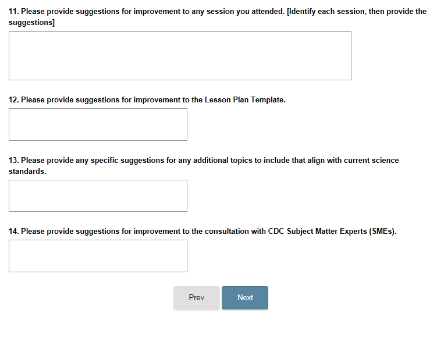 11. Please provide suggestions for improvement to any session you attended. [Identify each session, then provide the
suggestions]
12. Please provide suggestions for improvement to the Lesson Plan Template.
13. Please provide any specific suggestions for any additional topics to include that align with current science
standards.
14. Please provide suggestions for improvement to the consultation with CDC Subject Matter Experts (SMEs).
Prev Next